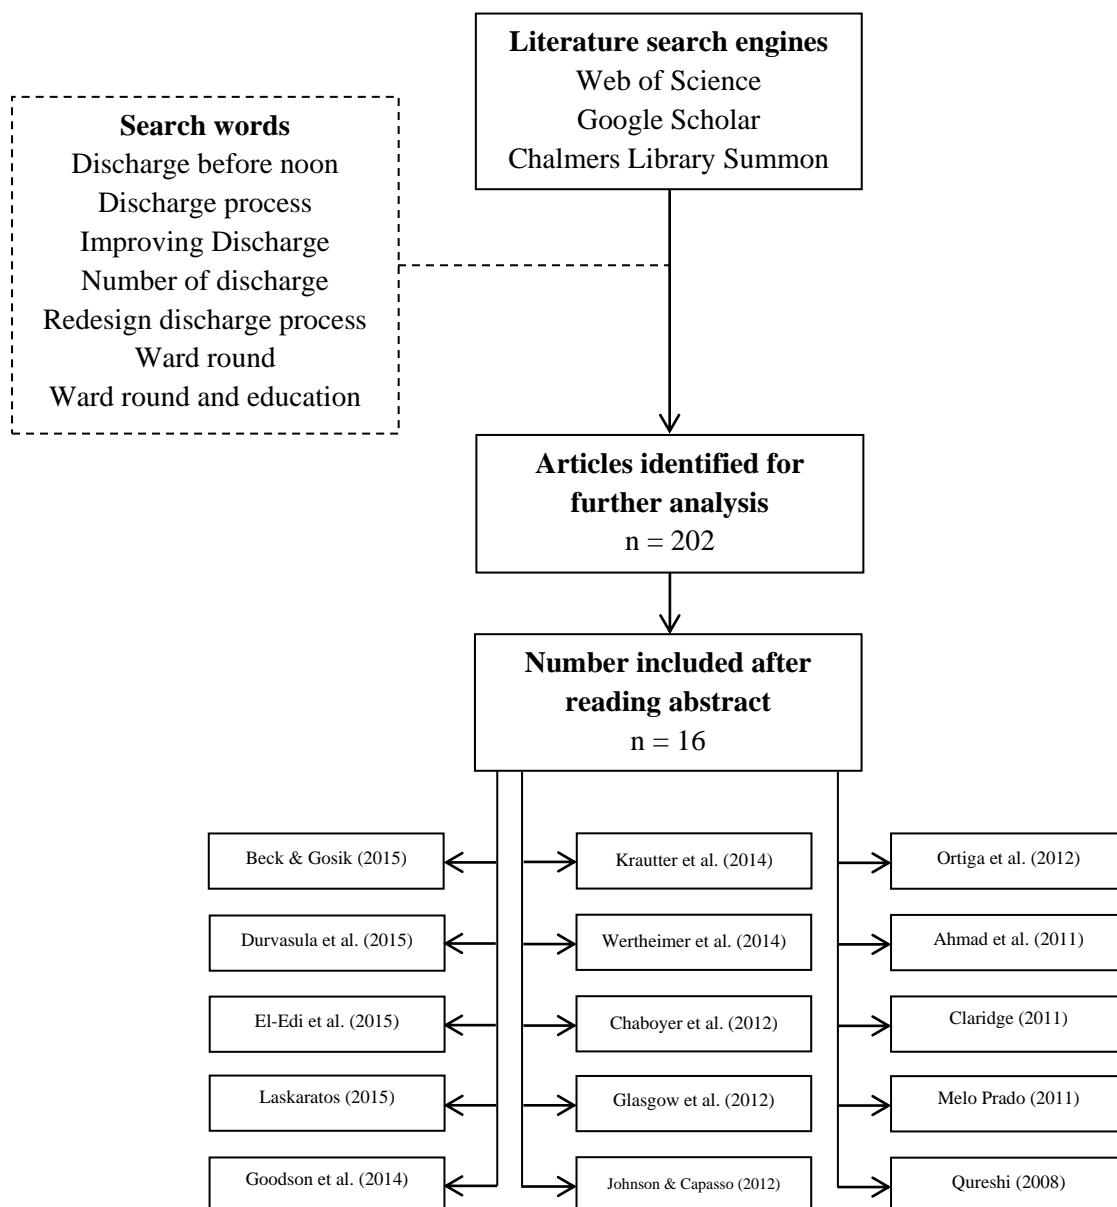 Literature search engines
Web of Science
Google Scholar
Chalmers Library Summon
Search words
Discharge before noon
Discharge process
Improving Discharge
Number of discharge
Redesign discharge process
Ward round
Ward round and education
Articles identified for
further analysis
n = 202
Number included after
reading abstract
n = 16
Beck & Gosik (2015)
Krautter et al. (2014)
Ortiga et al. (2012)
Durvasula et al. (2015)
Wertheimer et al. (2014)
Ahmad et al. (2011)
El-Edi et al. (2015)
Chaboyer et al. (2012)
Claridge (2011)
Laskaratos (2015)
Glasgow et al. (2012)
Melo Prado (2011)
Goodson et al. (2014)
Johnson & Capasso (2012)
Qureshi (2008)